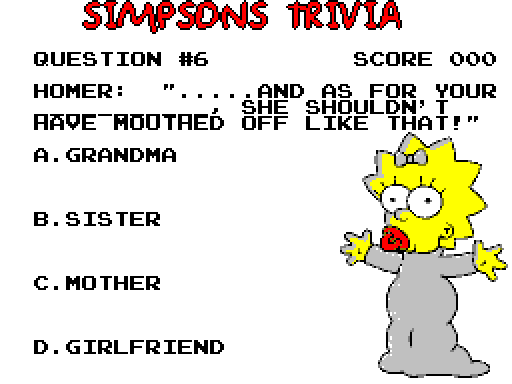 SIMPSONS TRIVIA
QUESTION #6 SCORE 000
HOMER: ".....AND AS FOR YOUR
________, SHE SHOULDN'T
HAVE MOUTHED OFF LIKE THAT!"
A.GRANDMA
B.SISTER
C.MOTHER
D.GIRLFRIEND